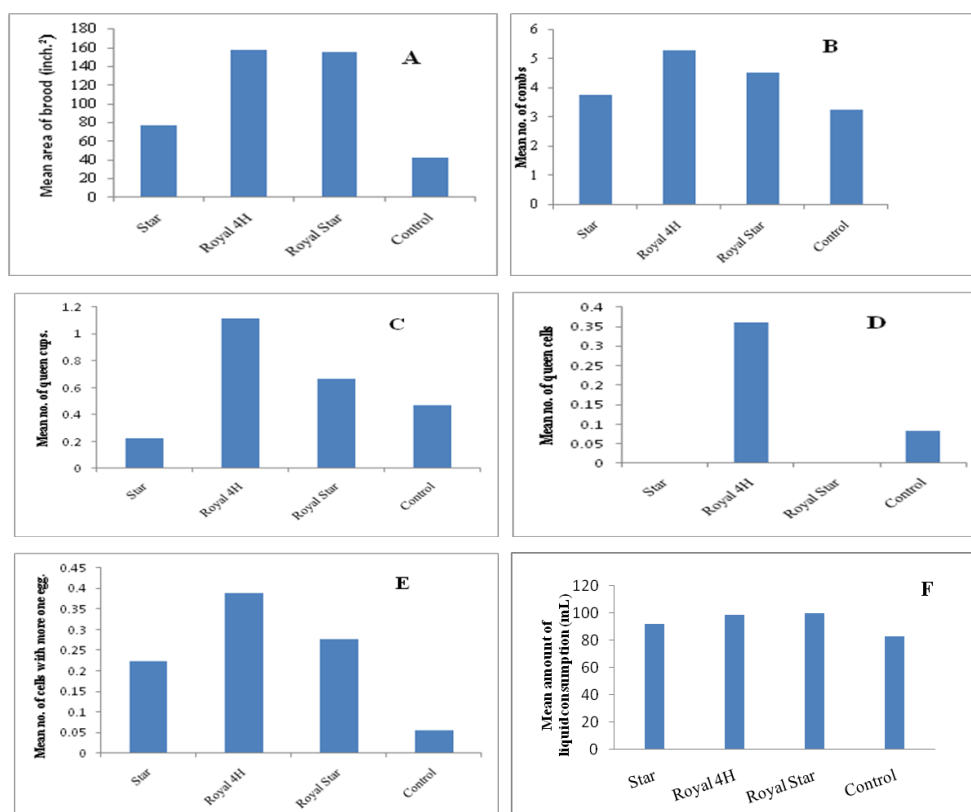 A
Mean area of brood (inch.²)
180
160
140
120
100
80
60
40
20
0
Star
Royal 4H
Royal Star
Control
B
Mean no. of combs
6
5
4
3
2
1
0
Star
Royal 4H
Royal Star
Control
C
Mean no. of queen cups.
1.2
1
0.8
0.6
0.4
0.2
0
Star
Royal 4H
Royal Star
Control
D
Mean no. of queen cells
0.4
0.35
0.3
0.25
0.2
0.15
0.1
0.05
0
Star
Royal 4H
Royal Star
Control
E
Mean no. of cells with more one egg.
0.45
0.4
0.35
0.3
0.25
0.2
0.15
0.1
0.05
0
Star
Royal 4H
Royal Star
Control
F
Mean amount of
liquid consumption (mL)
120
100
80
60
40
20
0
Star
Royal 4H
Royal Star
Control